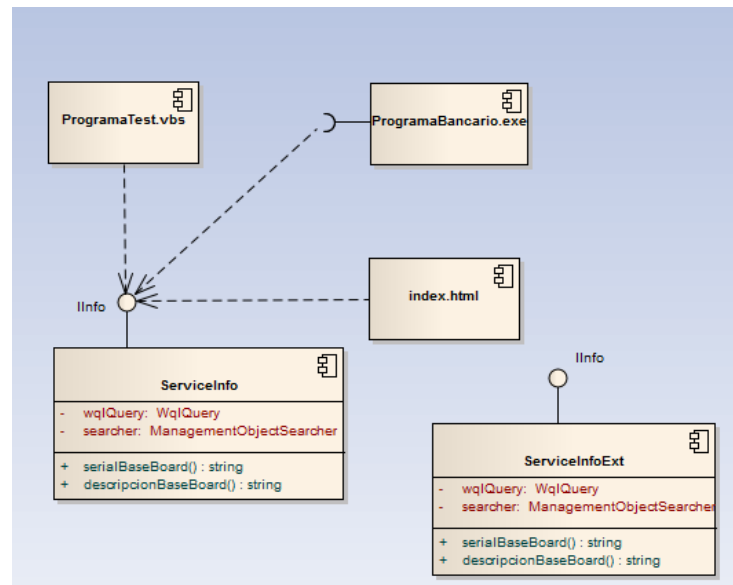 ProgramaTest.vbs
ProgramaBancario.exe
index.html
IInfo
ServiceInfo
- wqlQuery: WqlQuery
- searcher: ManagementObjectSearcher
+ serialBaseBoard() : string
+ descripcionBaseBoard() : string
IInfo
ServiceInfoExt
- wqlQuery: WqlQuery
- searcher: ManagementObjectSearcher
+ serialBaseBoard() : string
+ descripcionBaseBoard() : string